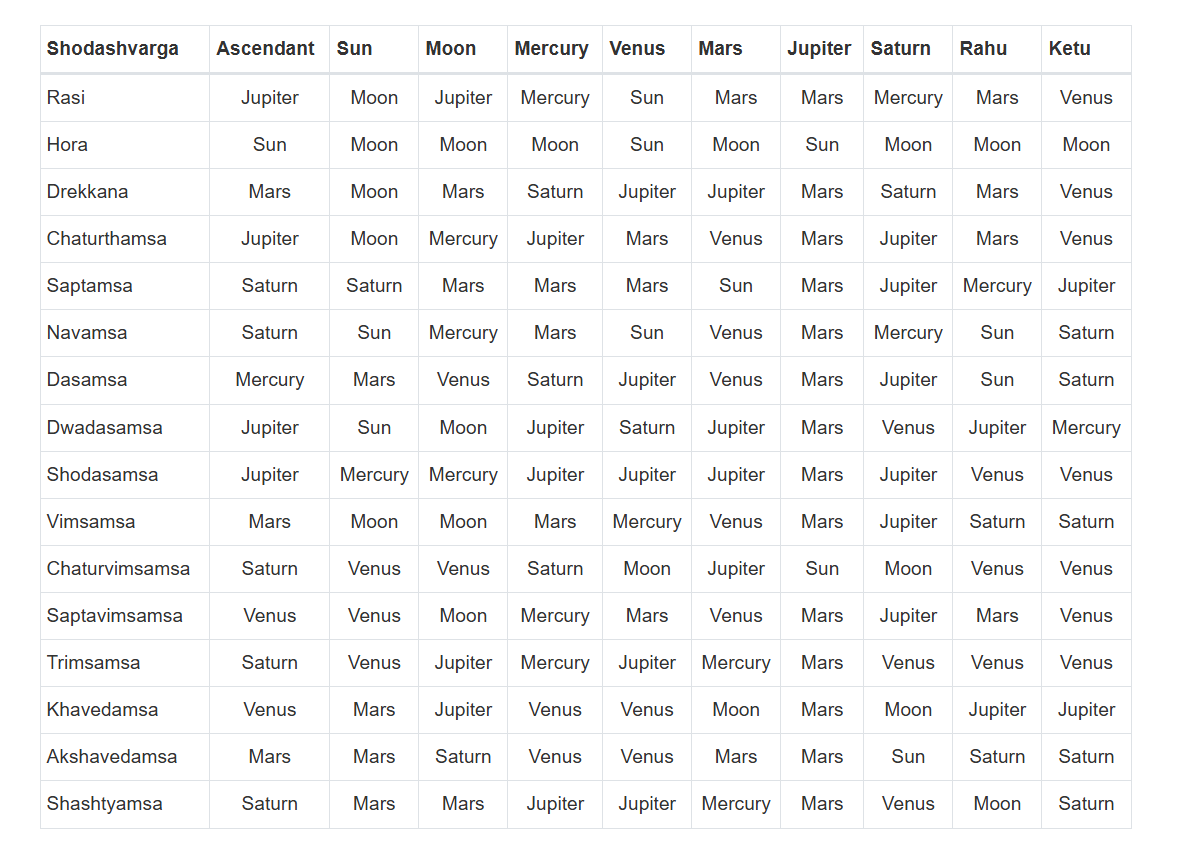 Shodashvarga Ascendant Sun Moon Mercury Venus Mars Jupiter Saturn Rahu Ketu
Rasi Jupiter Moon Jupiter Mercury Sun Mars Mars Mercury Mars Venus
Hora Sun Moon Moon Moon Sun Moon Sun Moon Moon Moon
Drekkana Mars Moon Mars Saturn Jupiter Jupiter Mars Saturn Mars Venus
Chaturthamsa Jupiter Moon Mercury Jupiter Mars Venus Mars Jupiter Mars Venus
Saptamsa Saturn Saturn Mars Mars Mars Sun Mars Jupiter Mercury Jupiter
Navamsa Saturn Sun Mercury Mars Sun Venus Mars Mercury Sun Saturn
Dasamsa Mercury Mars Venus Saturn Jupiter Venus Mars Jupiter Sun Saturn
Dwadasamsa Jupiter Sun Moon Jupiter Saturn Jupiter Mars Venus Jupiter Mercury
Shodasamsa Jupiter Mercury Mercury Jupiter Jupiter Jupiter Mars Jupiter Venus Venus
Vimsamsa Mars Moon Moon Mars Mercury Venus Mars Jupiter Saturn Saturn
Chaturvimsamsa Saturn Venus Venus Saturn Moon Jupiter Sun Moon Venus Venus
Saptavimsamsa Venus Venus Moon Mercury Mars Venus Mars Jupiter Mars Venus
Trimsamsa Saturn Venus Jupiter Mercury Jupiter Mercury Mars Venus Venus Venus
Khavedamsa Venus Mars Jupiter Venus Venus Moon Mars Moon Jupiter Jupiter
Akshavedamsa Mars Mars Saturn Venus Venus Mars Mars Sun Saturn Saturn
Shashtyamsa Saturn Mars Mars Jupiter Jupiter Mercury Mars Venus Moon Saturn